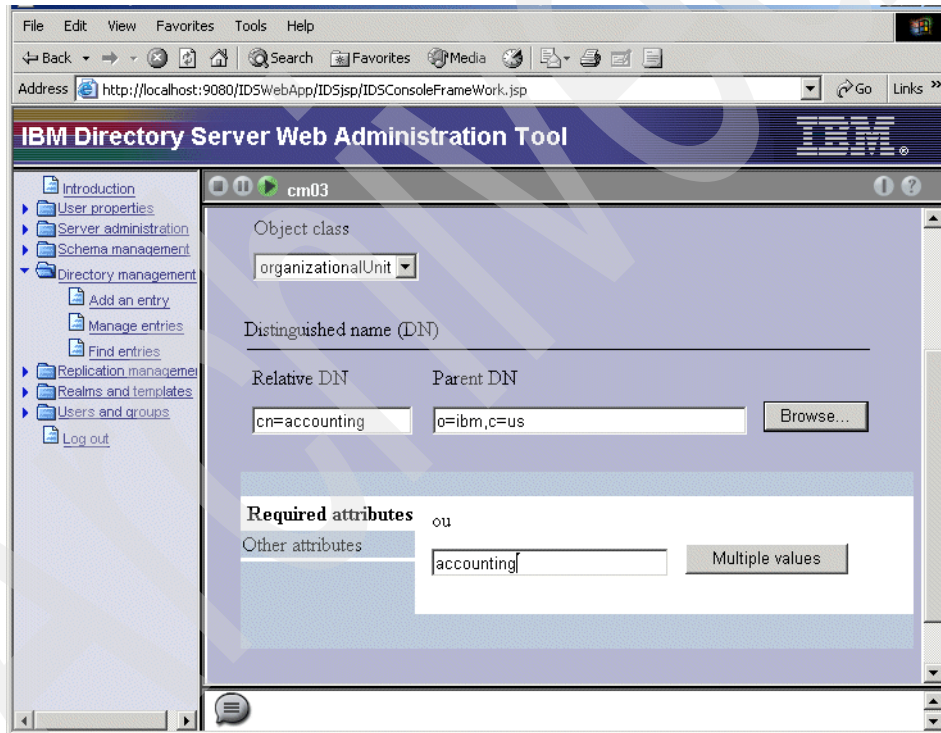 File Edit View Favorites Tools Help
Back Search Favorites Media
Address http://localhost:9080/IDSWebApp/IDSjsp/IDSConsoleFrameWork.jsp Go Links »
IBM Directory Server Web Administration Tool IBM®
Introduction
User properties
Server administration
Schema management
Directory management
Add an entry
Manage entries
Find entries
Replication managemen
Realms and templates
Users and groups
Log out
cm03
Object class
organizationalUnit
Distinguished name (DN)
Relative DN Parent DN
cn=accounting o=ibm,c=us Browse...
Required attributes ou
Other attributes
accounting Multiple values